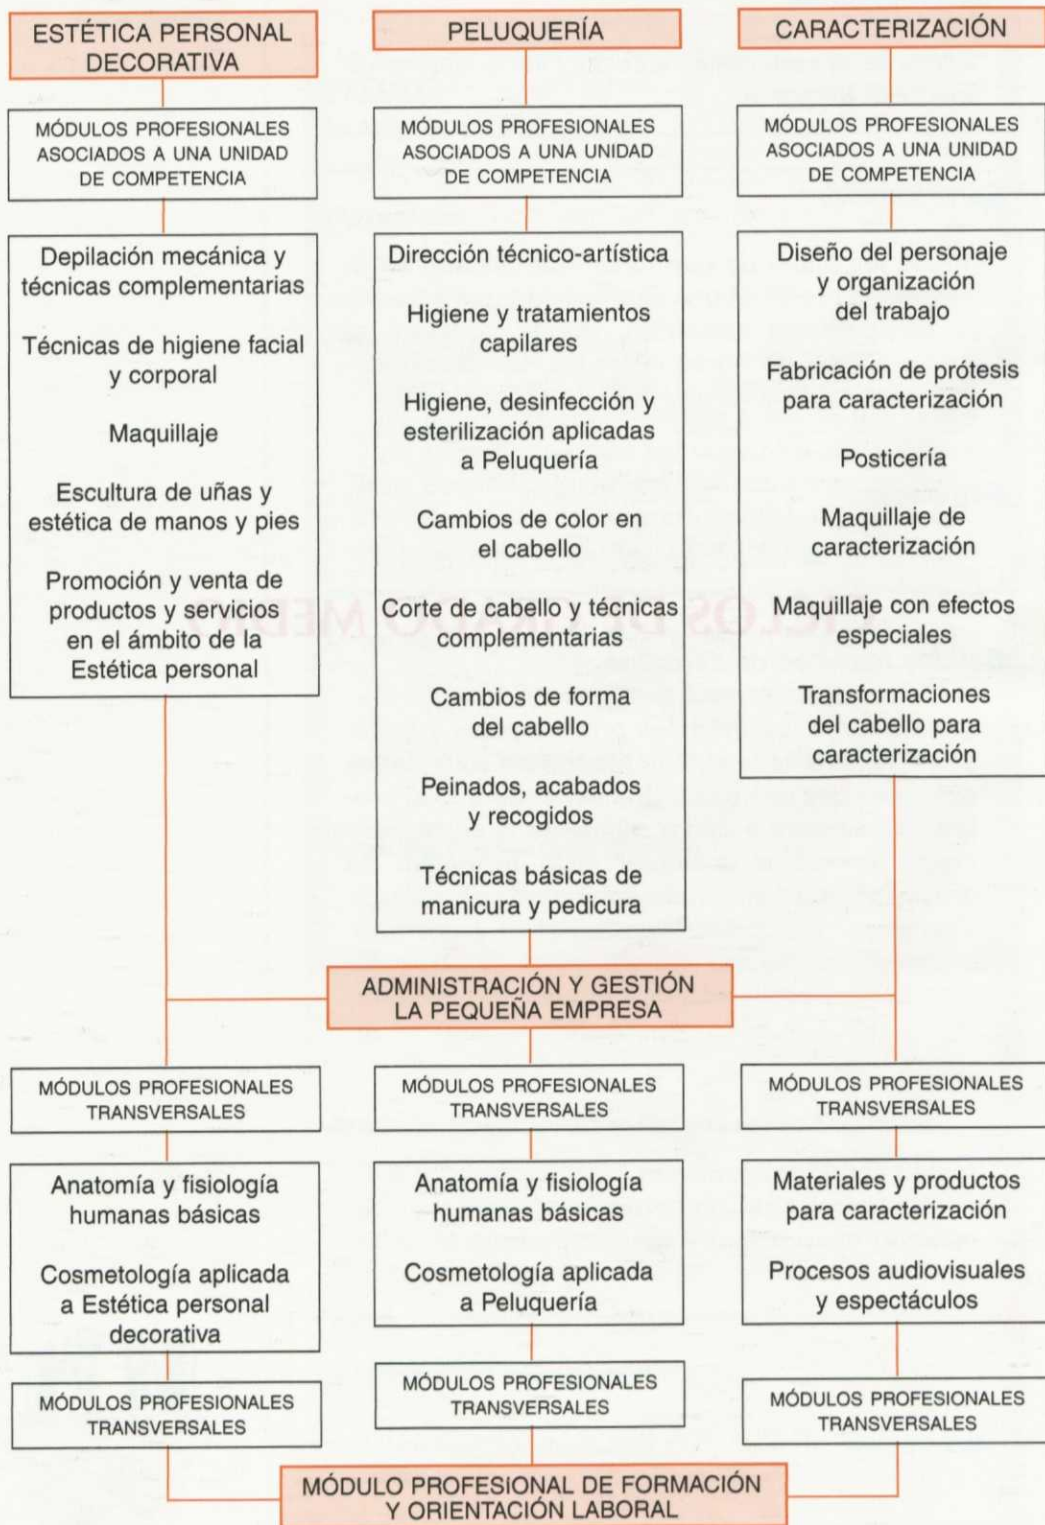 ESTÉTICA PERSONAL
DECORATIVA
MÓDULOS PROFESIONALES
ASOCIADOS A UNA UNIDAD
DE COMPETENCIA
Depilación mecánica y
técnicas complementarias
Técnicas de higiene facial
y corporal
Maquillaje
Escultura de uñas y
estética de manos y pies
Promoción y venta de
productos y servicios
en el ámbito de la
Estética personal
PELUQUERÍA
MÓDULOS PROFESIONALES
ASOCIADOS A UNA UNIDAD
DE COMPETENCIA
Dirección técnico-artística
Higiene y tratamientos
capilares
Higiene, desinfección y
esterilización aplicadas
a Peluquería
Cambios de color en
el cabello
Corte de cabello y técnicas
complementarias
Cambios de forma
del cabello
Peinados, acabados
y recogidos
Técnicas básicas de
manicura y pedicura
CARACTERIZACIÓN
MÓDULOS PROFESIONALES
ASOCIADOS A UNA UNIDAD
DE COMPETENCIA
Diseño del personaje
y organización
del trabajo
Fabricación de prótesis
para caracterización
Posticería
Maquillaje de
caracterización
Maquillaje con efectos
especiales
Transformaciones
del cabello para
caracterización
ADMINISTRACIÓN Y GESTIÓN
LA PEQUEÑA EMPRESA
MÓDULOS PROFESIONALES
TRANSVERSALES
Anatomía y fisiología
humanas básicas
Cosmetología aplicada
a Estética personal
decorativa
MÓDULOS PROFESIONALES
TRANSVERSALES
MÓDULOS PROFESIONALES
TRANSVERSALES
Anatomía y fisiología
humanas básicas
Cosmetología aplicada
a Peluquería
MÓDULOS PROFESIONALES
TRANSVERSALES
MÓDULOS PROFESIONALES
TRANSVERSALES
Materiales y productos
para caracterización
Procesos audiovisuales
y espectáculos
MÓDULOS PROFESIONALES
TRANSVERSALES
MÓDULO PROFESIONAL DE FORMACIÓN
Y ORIENTACIÓN LABORAL
CICLOS DE GRADO MEDIO